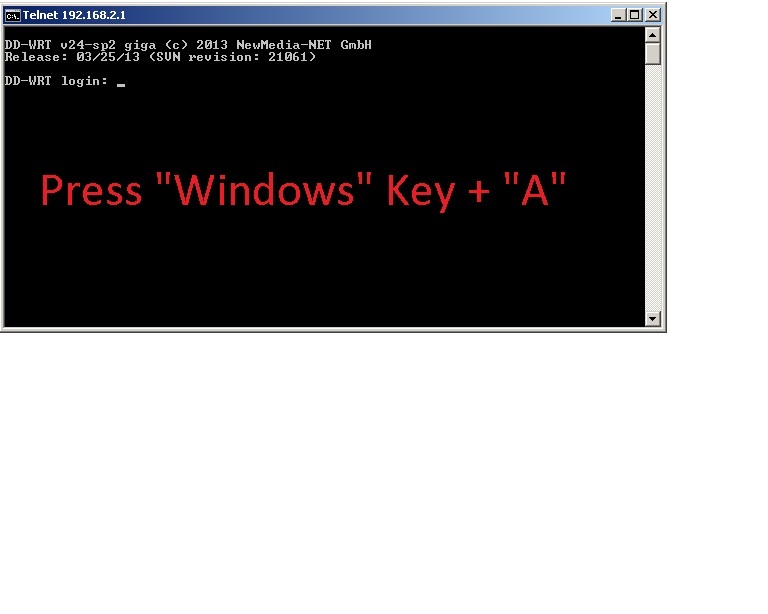 Telnet 192.168.2.1
DD-WRT v24-sp2 giga (c) 2013 NewMedia-NET GmbH
Release: 03/25/13 (SVN revision: 21061)
DD-WRT login: _
Press "Windows" Key + "A"